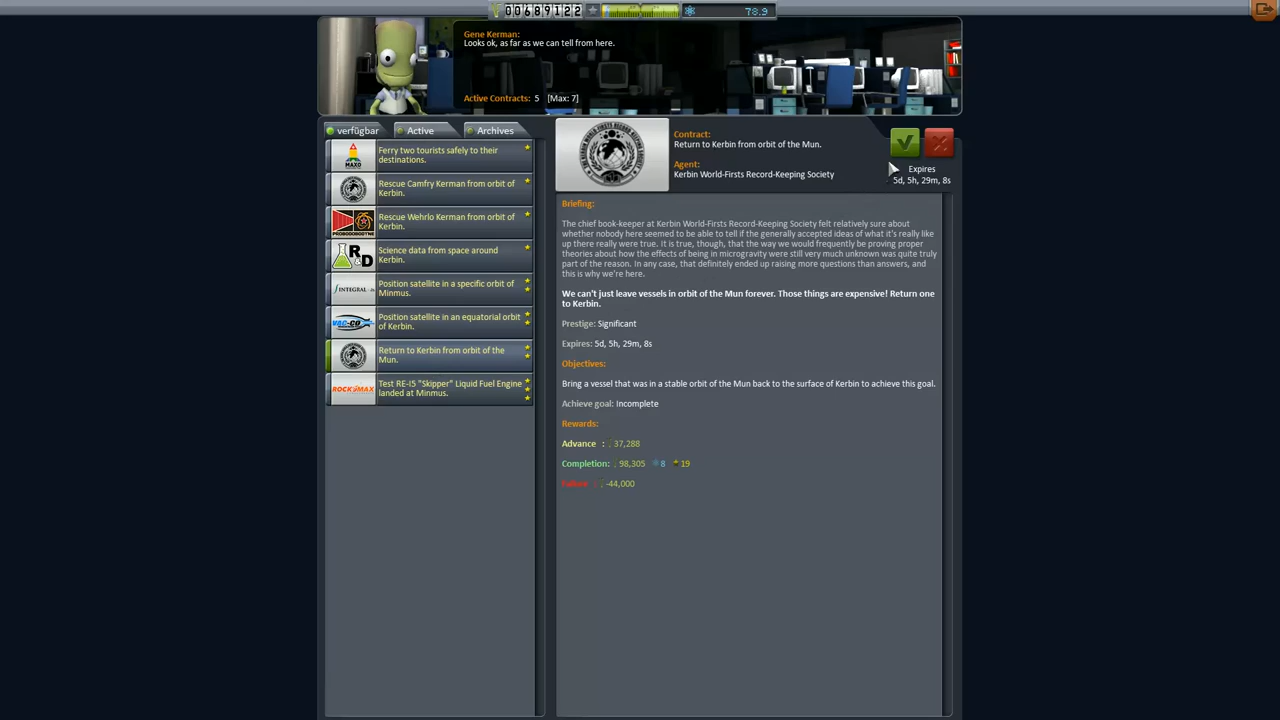 00689122
78.9
Gene Kerman:
Looks ok, as far as we can tell from here.
Active Contracts: 5 [Max: 7]
verfügbar
Active
Archives
Ferry two tourists safely to their
destinations.
Rescue Camfry Kerman from orbit of
Kerbin.
Rescue Wehrlo Kerman from orbit of
Kerbin.
PROBODOBODYNE
R&D
Science data from space around
Kerbin.
INTEGRAL
Position satellite in a specific orbit of
Minmus.
VAC-CO
Position satellite in an equatorial orbit
of Kerbin.
Return to Kerbin from orbit of the
Mun.
ROCKOMAX
Test RE-I5 "Skipper" Liquid Fuel Engine
landed at Minmus.
Contract:
Return to Kerbin from orbit of the Mun.
Agent:
Kerbin World-Firsts Record-Keeping Society
Expires
5d, 5h, 29m, 8s
Briefing:
The chief book-keeper at Kerbin World-Firsts Record-Keeping Society felt relatively sure about
whether nobody here seemed to be able to tell if the generally accepted ideas of what it's really like
up there really were true. It is true, though, that the way we would frequently be proving proper
theories about how the effects of being in microgravity were still very much unknown was quite truly
part of the reason. In any case, that definitely ended up raising more questions than answers, and
this is why we're here.
We can't just leave vessels in orbit of the Mun forever. Those things are expensive! Return one
to Kerbin.
Prestige: Significant
Expires: 5d, 5h, 29m, 8s
Objectives:
Bring a vessel that was in a stable orbit of the Mun back to the surface of Kerbin to achieve this goal.
Achieve goal: Incomplete
Rewards:
Advance : 37,288
Completion: 98,305 8 19
Failure : -44,000